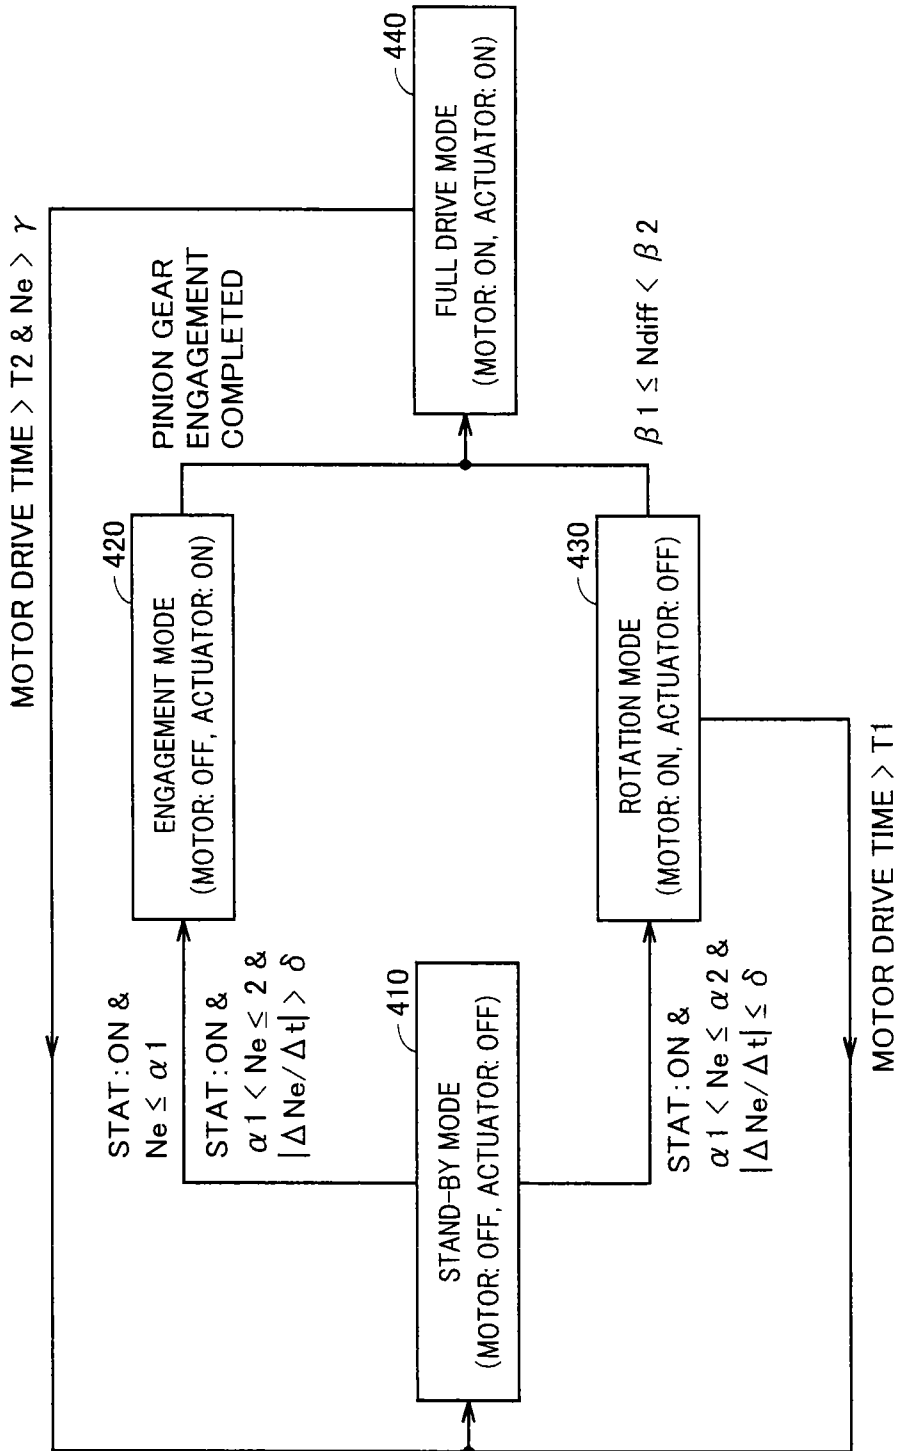 MOTOR DRIVE TIME > T2 & Ne > γ
STAT:ON &
Ne ≤ α1
STAT:ON &
α1 < Ne ≤ 2 &
|ΔNe/Δt| > δ
420
ENGAGEMENT MODE
(MOTOR: OFF, ACTUATOR: ON)
PINION GEAR
ENGAGEMENT
COMPLETED
410
STAND-BY MODE
(MOTOR: OFF, ACTUATOR: OFF)
440
FULL DRIVE MODE
(MOTOR: ON, ACTUATOR: ON)
STAT:ON &
α1 < Ne ≤ α2 &
|ΔNe/Δt| ≤ δ
430
ROTATION MODE
(MOTOR: ON, ACTUATOR: OFF)
β1 ≤ Ndiff < β2
MOTOR DRIVE TIME > T1